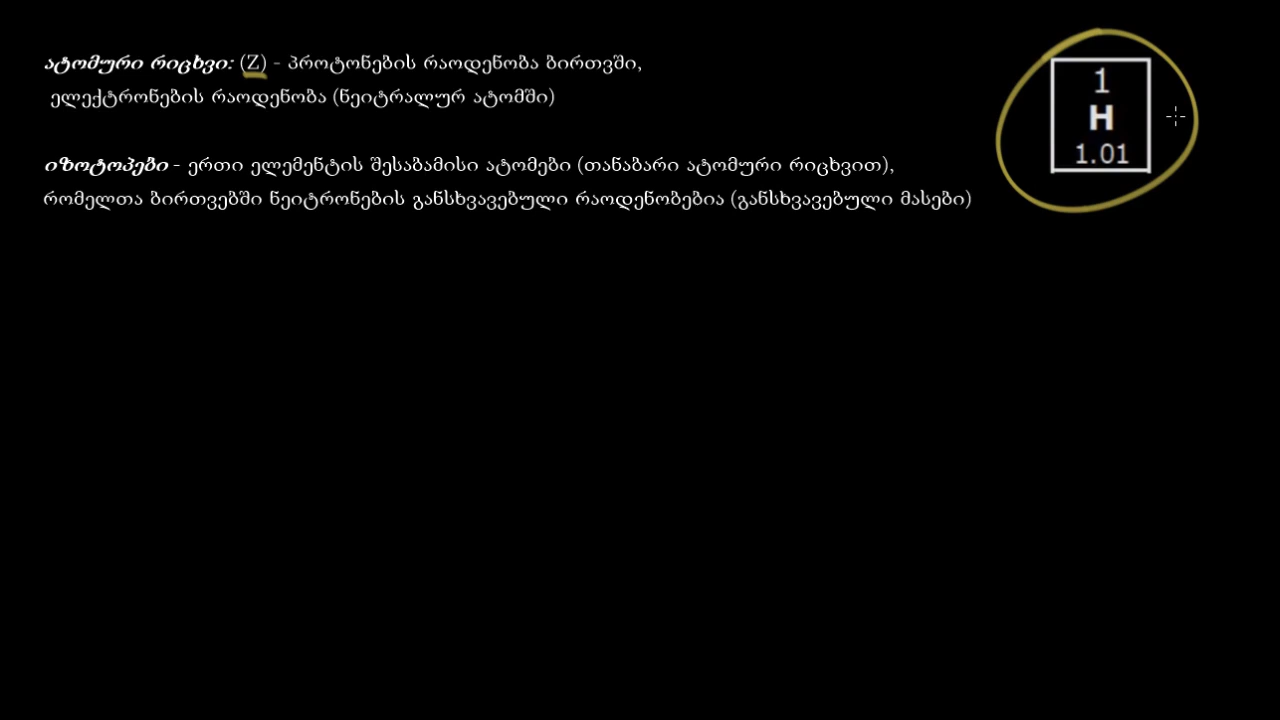 ატომური რიცხვი: (Z) - პროტონების რაოდენობა ბირთვში,
ელექტრონების რაოდენობა (ნეიტრალურ ატომში)
იზოტოპები - ერთი ელემენტის შესაბამისი ატომები (თანაბარი ატომური რიცხვით),
რომელთა ბირთვებში ნეიტრონების განსხვავებული რაოდენობებია (განსხვავებული მასები)
1
H
1.01